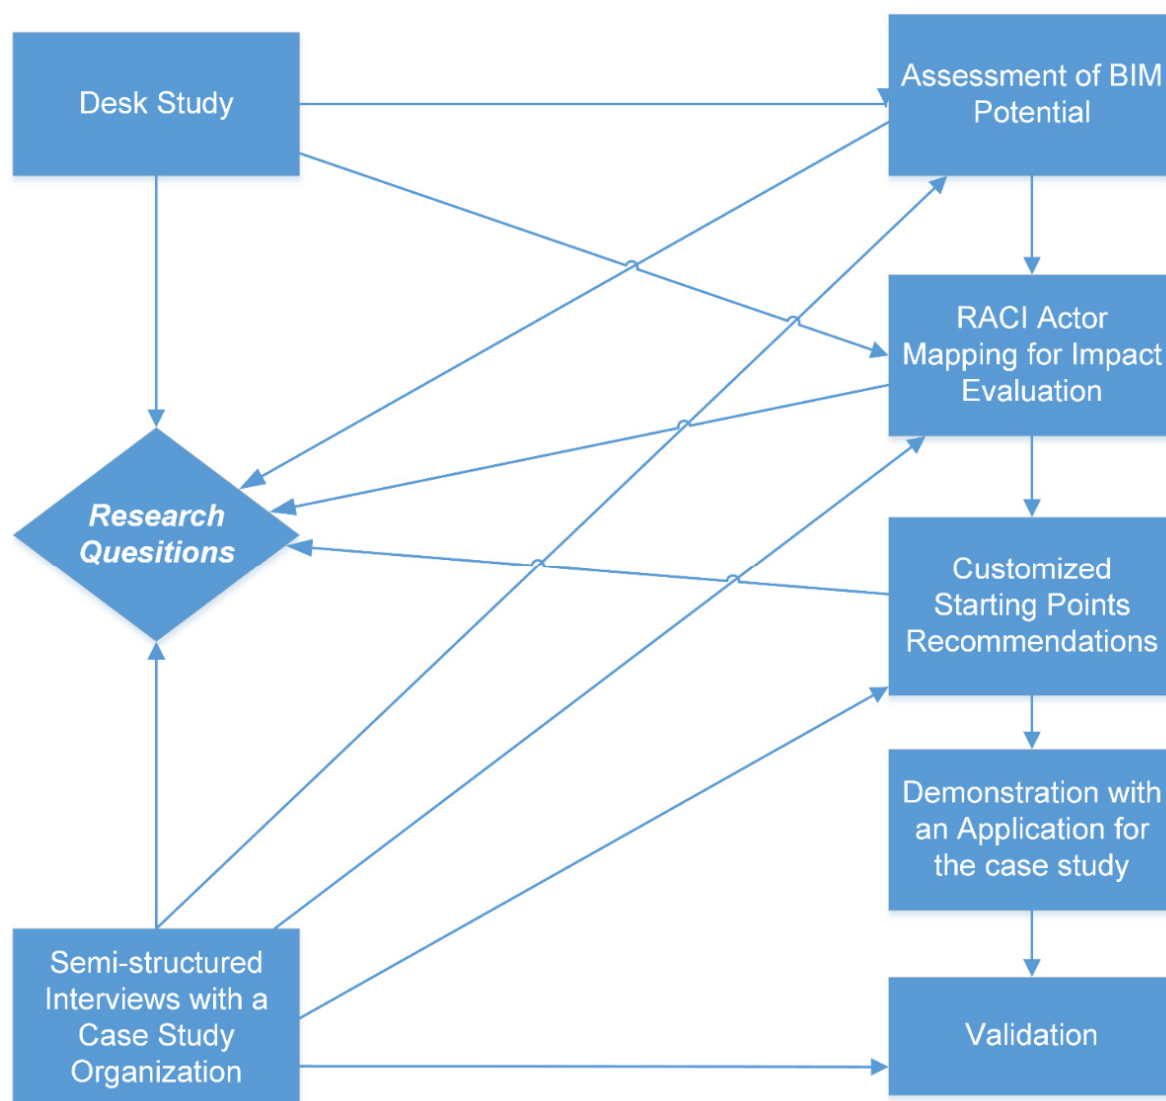 Desk Study
Assessment of BIM
Potential
RACI Actor
Mapping for Impact
Evaluation
Research
Quesitions
Customized
Starting Points
Recommendations
Demonstration with
an Application for
the case study
Semi-structured
Interviews with a
Case Study
Organization
Validation